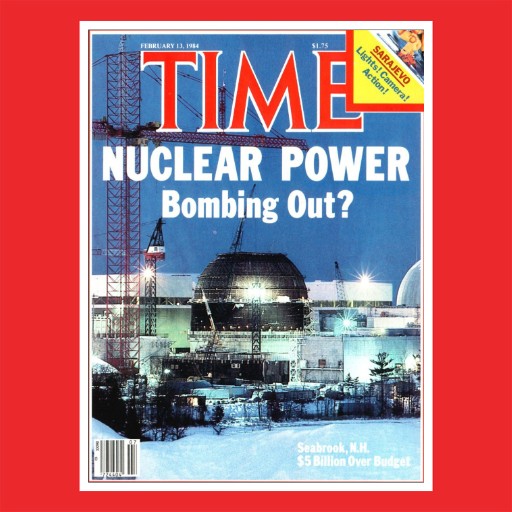 FEBRUARY 13, 1984
$1.75
TIME
SARAJEVO
Lights! Camera!
Action!
NUCLEAR POWER
Bombing Out?
Seabrook, N.H.
$5 Billion Over Budget
07